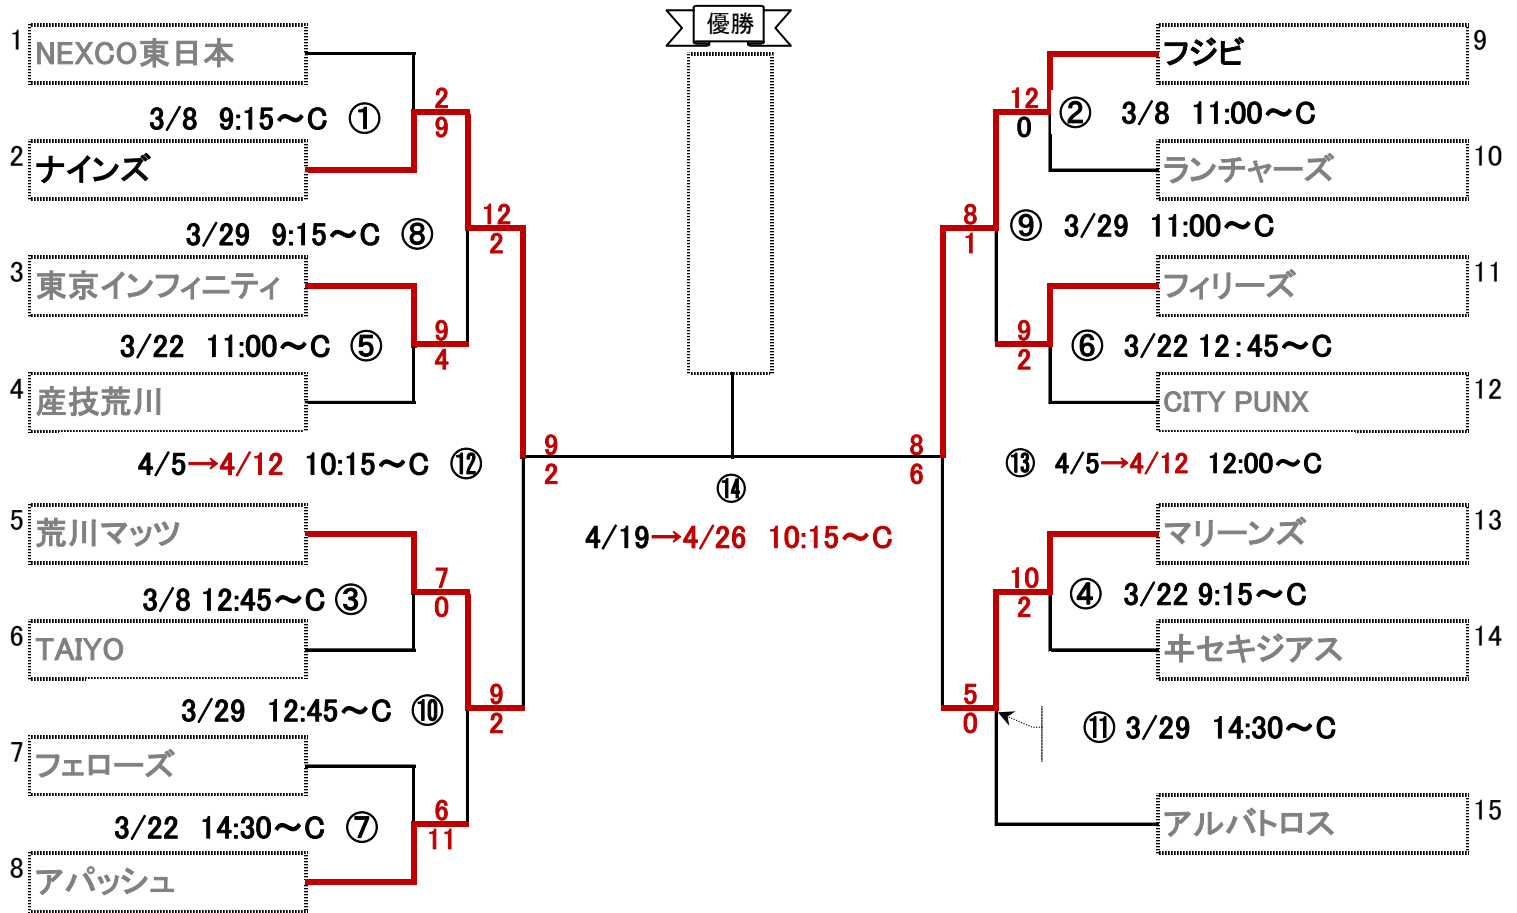 優勝
1 NEXCO東日本
3/8 9:15～C ①
2
9
2 ナインズ
12
2
3/29 9:15～C ⑧
3 東京インフィニティ
3/22 11:00～C ⑤
9
4
4 産技荒川
4/5→4/12 10:15～C ⑫
9
2
5 荒川マッツ
3/8 12:45～C ③
7
0
6 TAIYO
3/29 12:45～C ⑩
9
2
7 フェローズ
3/22 14:30～C ⑦
6
11
8 アパッシュ
⑭
4/19→4/26 10:15～C
フジビ 9
12
0
② 3/8 11:00～C
ランチャーズ 10
8
1
⑨ 3/29 11:00～C
フィリーズ 11
9
2
⑥ 3/22 12：45～C
CITY PUNX 12
8
6
⑬ 4/5→4/12 12:00～C
マリーンズ 13
10
2
④ 3/22 9:15～C
ヰセキジアス 14
5
0
⑪ 3/29 14:30～C
アルバトロス 15